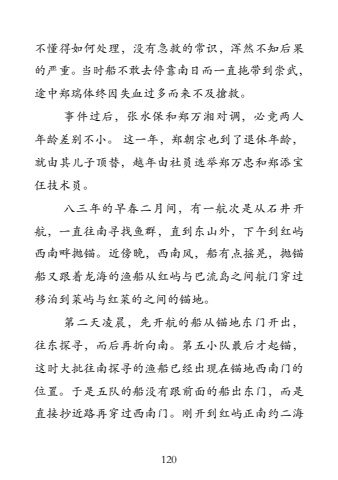 不懂得如何处理，没有急救的常识，浑然不知后果
的严重。当时船不敢去停靠南日而一直拖带到崇武，
途中郑瑞体终因失血过多而来不及搶救。
事件过后，张水保和郑万湘对调，必竟两人
年龄差别不小。 这一年，郑朝宗也到了退休年龄，
就由其儿子顶替，越年由社员选举郑万忠和郑添宝
任技术员。
八三年的早春二月间，有一航次是从石井开
航，一直往南寻找鱼群，直到东山外，下午到红屿
西南畔抛锚。近傍晚，西南风，船有点摇晃，抛锚
船又跟着龙海的渔船从红屿与巴流岛之间航门穿过
移泊到菜屿与红菜的之间的锚地。
第二天凌晨，先开航的船从锚地东门开出，
往东探寻，而后再折向南。第五小队最后才起锚，
这时大批往南探寻的渔船已经出现在锚地西南门的
位置。于是五队的船没有跟前面的船出东门，而是
直接抄近路再穿过西南门。刚开到红屿正南约二海
120